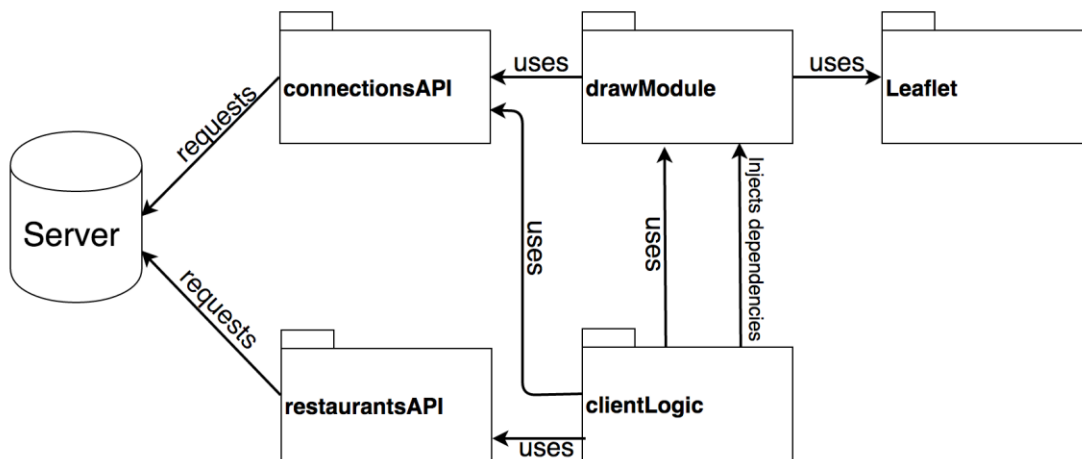 uses
uses
connectionsAPI
drawModule
Leaflet
requests
Server
uses
uses
Injects dependencies
requests
restaurantsAPI
clientLogic
uses